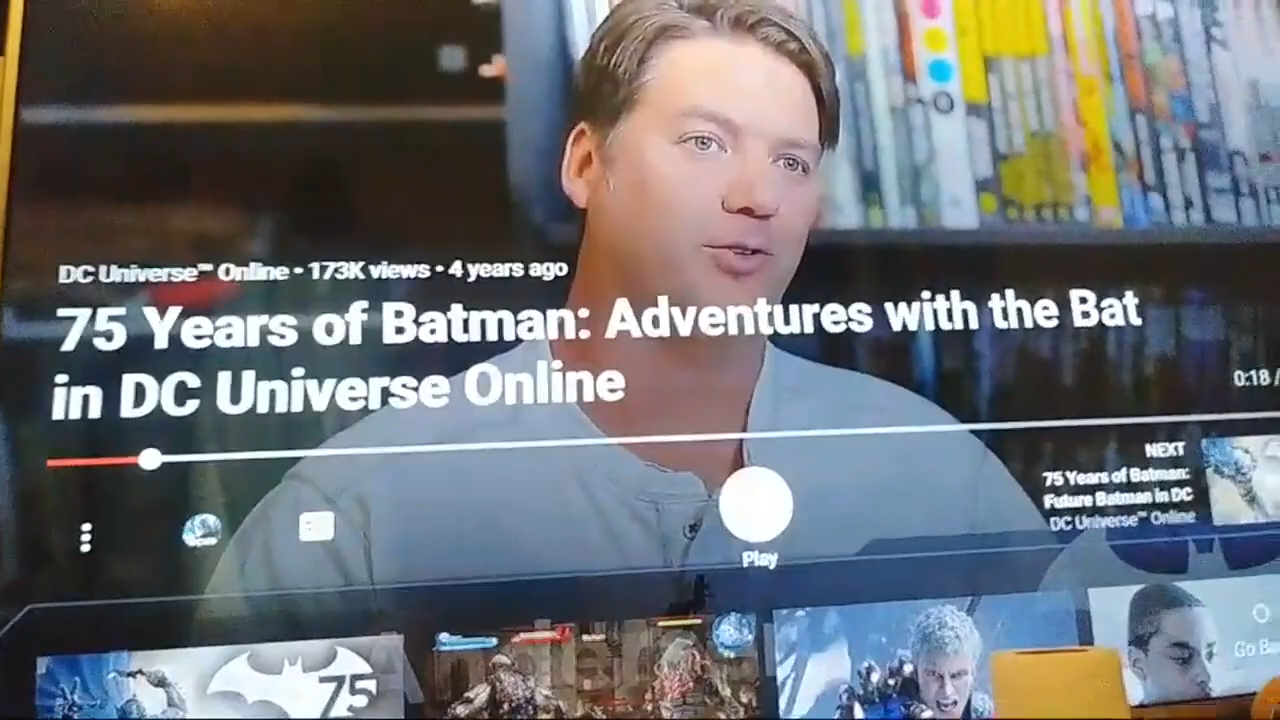 DC Universe™ Online • 173K views • 4 years ago
75 Years of Batman: Adventures with the Bat
in DC Universe Online
0:18 /
NEXT
75 Years of Batman:
Future Batman in DC
DC Universe™ Online
Play
75
Go B...